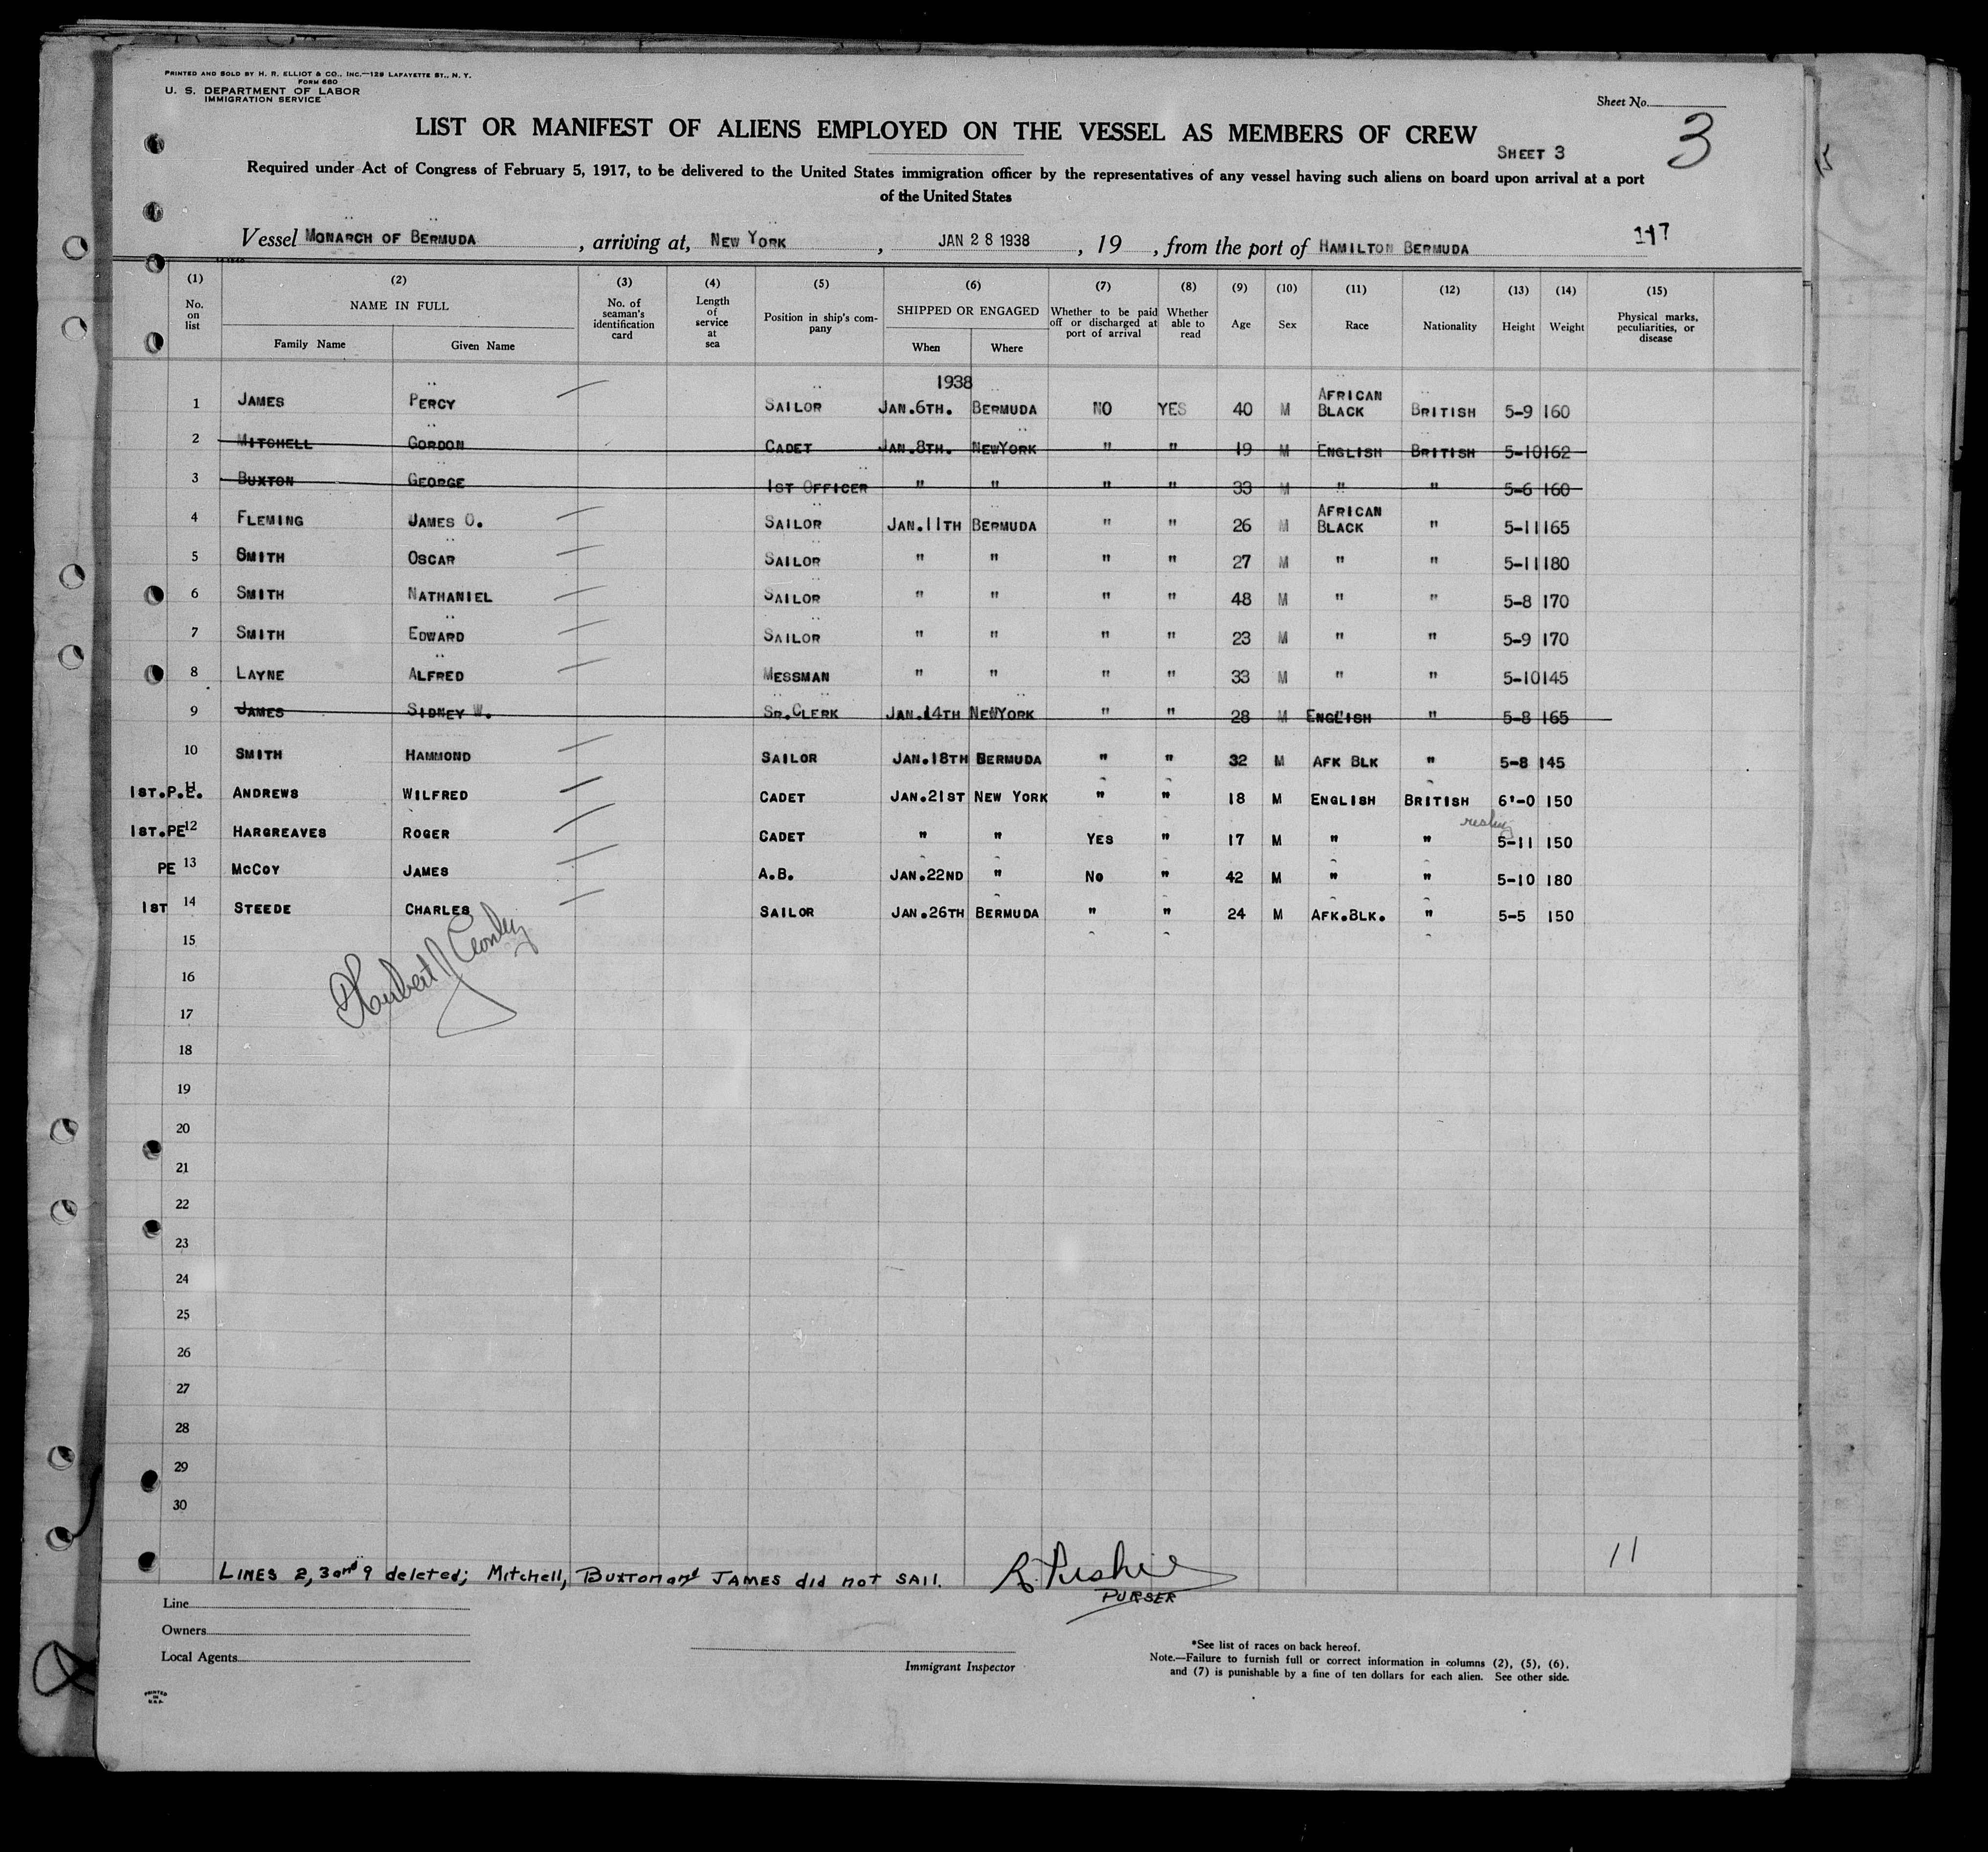 PRINTED AND SOLD BY H. R. ELLIOT & CO., INC.—129 LAFAYETTE ST., N. Y.
FORM 680
U. S. DEPARTMENT OF LABOR
IMMIGRATION SERVICE
Sheet No.
3
LIST OR MANIFEST OF ALIENS EMPLOYED ON THE VESSEL AS MEMBERS OF CREW
SHEET 3
Required under Act of Congress of February 5, 1917, to be delivered to the United States immigration officer by the representatives of any vessel having such aliens on board upon arrival at a port
of the United States
Vessel MONARCH OF BERMUDA, arriving at, NEW YORK, JAN 28 1938, 19 , from the port of HAMILTON BERMUDA
(1) (2) (3) (4) (5) (6) (7) (8) (9) (10) (11) (12) (13) (14) (15)
No. on list NAME IN FULL Family Name Given Name No. of seaman's identification card Length of service at sea Position in ship's company SHIPPED OR ENGAGED When Where Whether to be paid off or discharged at port of arrival Whether able to read Age Sex Race Nationality Height Weight Physical marks, peculiarities, or disease
1938
1 JAMES PERCY SAILOR JAN.6TH. BERMUDA NO YES 40 M AFRICAN BLACK BRITISH 5-9 160
2 MITCHELL GORDON CADET JAN.8TH. NEWYORK " " 19 M ENGLISH BRITISH 5-10 162
3 BUXTON GEORGE 1ST OFFICER " " " " 33 M " " 5-6 160
4 FLEMING JAMES O. SAILOR JAN.11TH BERMUDA " " 26 M AFRICAN BLACK " 5-11 165
5 SMITH OSCAR SAILOR " " " " 27 M " " 5-11 180
6 SMITH NATHANIEL SAILOR " " " " 48 M " " 5-8 170
7 SMITH EDWARD SAILOR " " " " 23 M " " 5-9 170
8 LAYNE ALFRED MESSMAN " " " " 33 M " " 5-10 145
9 JAMES SIDNEY W. SR.CLERK JAN.14TH NEWYORK " " 28 M ENGLISH " 5-8 165
10 SMITH HAMMOND SAILOR JAN.18TH BERMUDA " " 32 M AFK BLK " 5-8 145
1ST.P.E. 11 ANDREWS WILFRED CADET JAN.21ST NEW YORK " " 18 M ENGLISH BRITISH 6'-0 150
1ST.PE 12 HARGREAVES ROGER CADET " " YES " 17 M " " 5-11 150
PE 13 MCCOY JAMES A.B. JAN.22ND " NO " 42 M " " 5-10 180
1ST 14 STEEDE CHARLES SAILOR JAN.26TH BERMUDA " " 24 M AFK.BLK. " 5-5 150
15
16
17
18
19
20
21
22
23
24
25
26
27
28
29
30
11
LINES 2, 3 and 9 deleted; Mitchell, BUXTON and JAMES did not SAIL.
PURSER
Line
Owners
Local Agents
Immigrant Inspector
*See list of races on back hereof.
Note.—Failure to furnish full or correct information in columns (2), (5), (6),
and (7) is punishable by a fine of ten dollars for each alien. See other side.
PRINTED
IN
U.S.A.